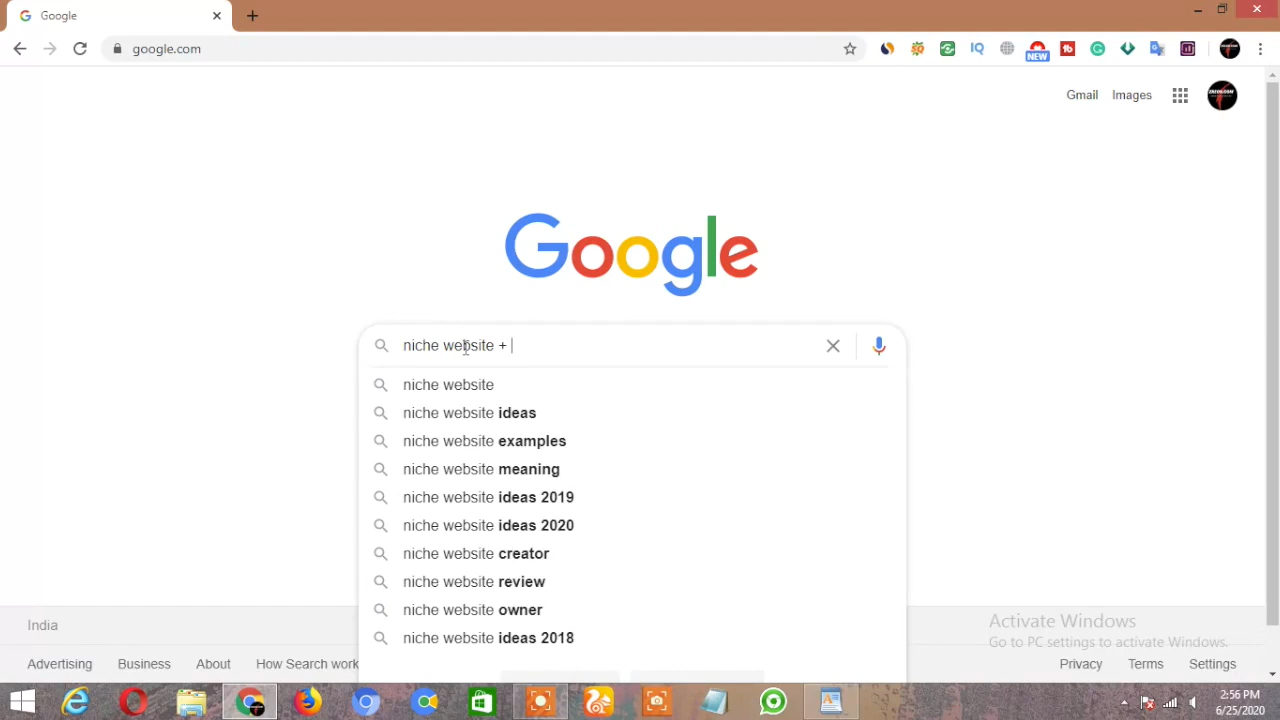 Google
google.com
NEW
Gmail Images
Google
niche website +
niche website
niche website ideas
niche website examples
niche website meaning
niche website ideas 2019
niche website ideas 2020
niche website creator
niche website review
niche website owner
niche website ideas 2018
Activate Windows
Go to PC settings to activate Windows.
India
Advertising Business About How Search work Privacy Terms Settings
2:56 PM
6/25/2020